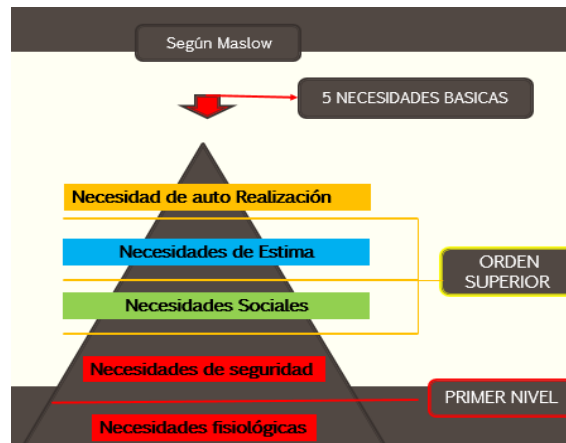 Según Maslow
5 NECESIDADES BASICAS
Necesidad de auto Realización
Necesidades de Estima
Necesidades Sociales
ORDEN
SUPERIOR
Necesidades de seguridad
PRIMER NIVEL
Necesidades fisiológicas